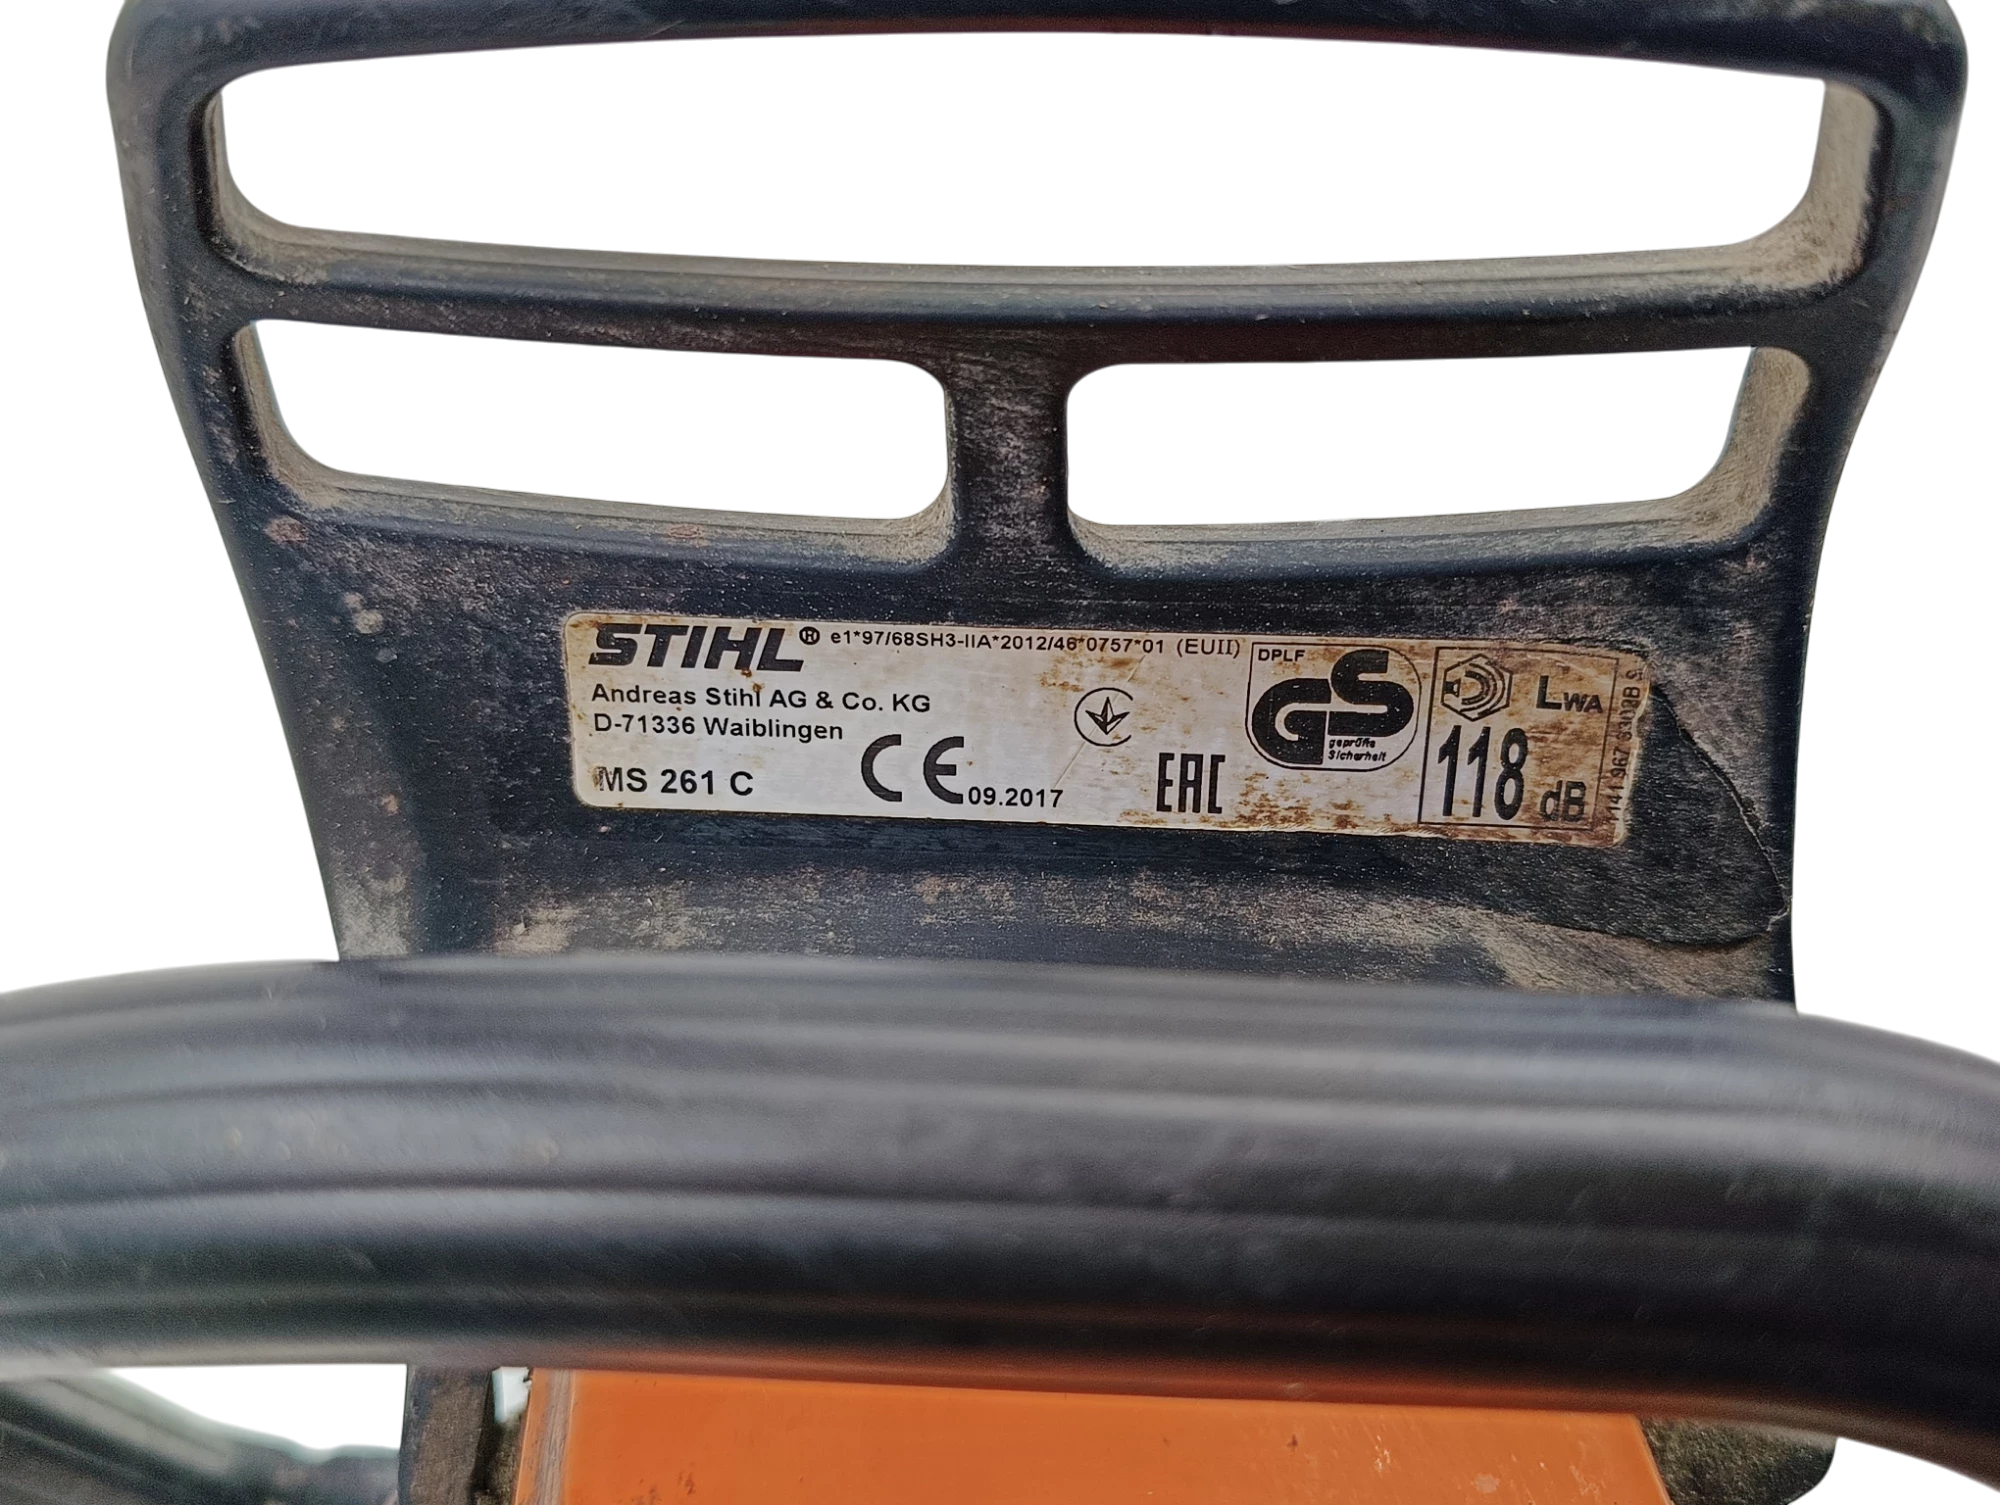 STIHL® e1*97/68SH3-IIA*2012/46*0757*01 (EUII)
Andreas Stihl AG & Co. KG
D-71336 Waiblingen
MS 261 C
CE 09.2017
EAC
DPLF
GS
geprüfte
Sicherheit
LWA
118 dB